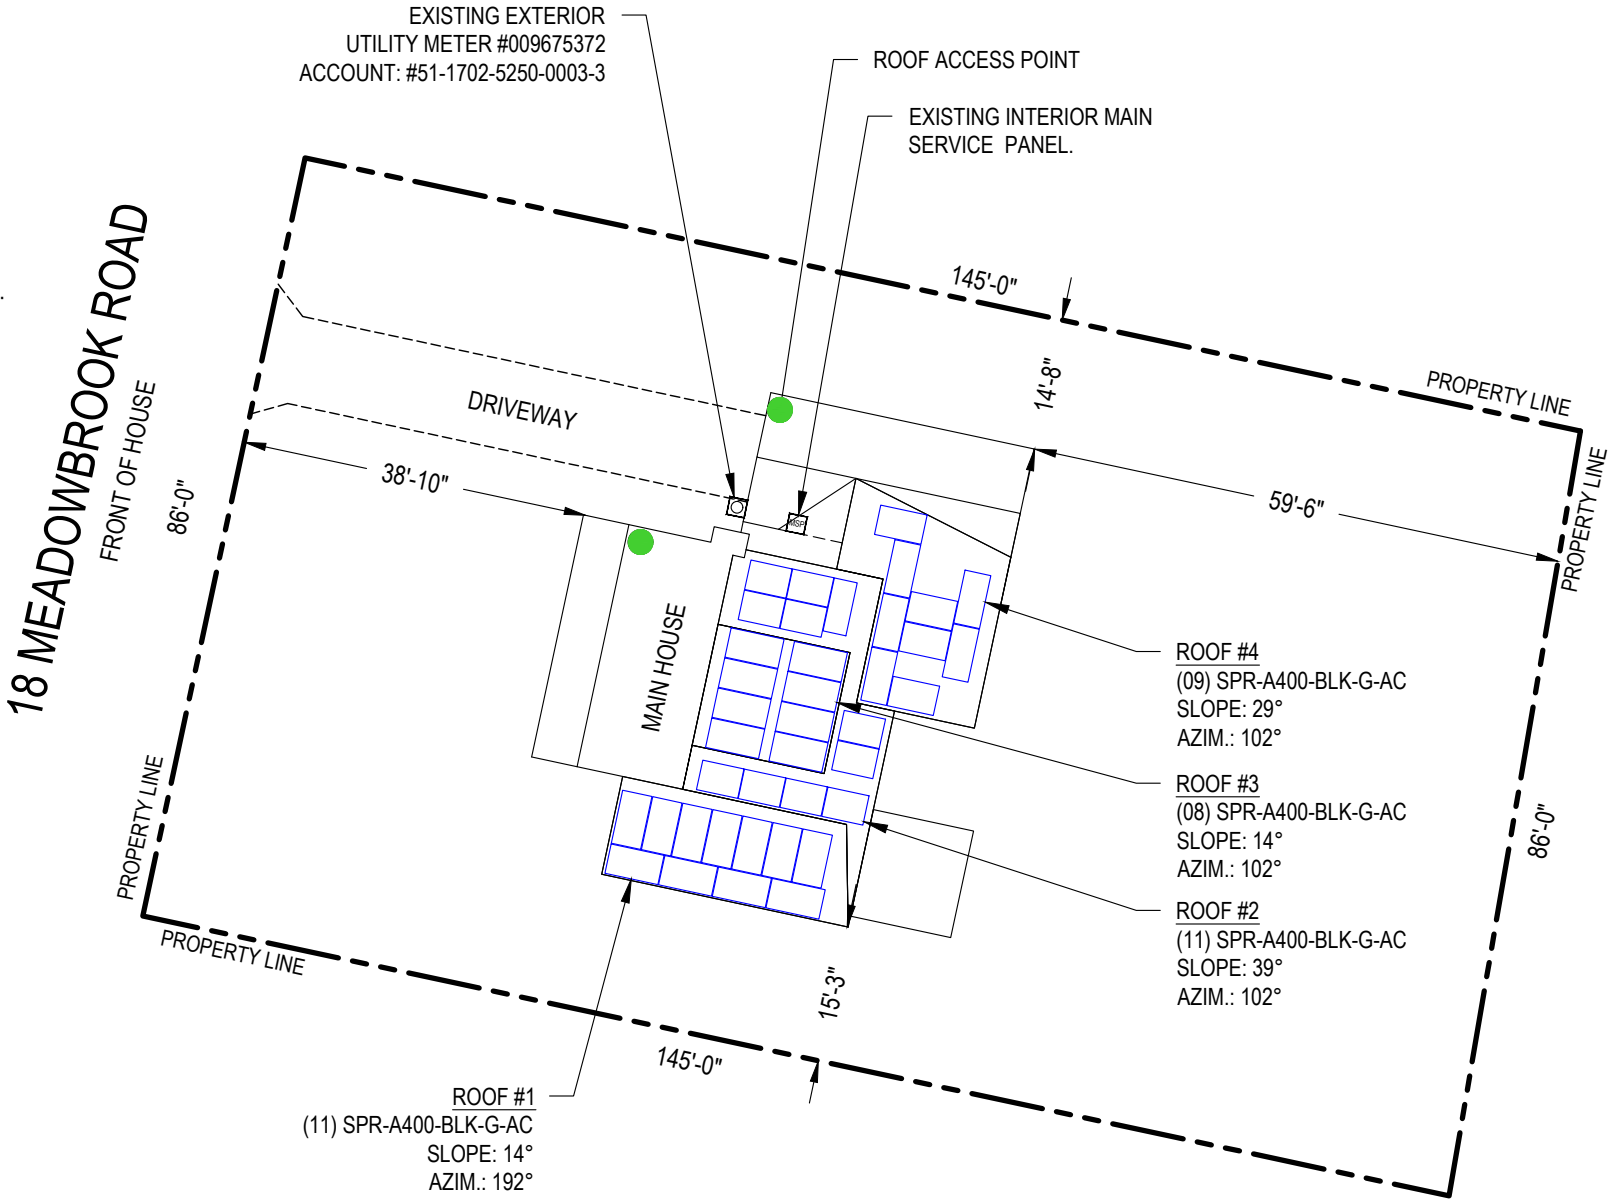 EXISTING EXTERIOR
UTILITY METER #009675372
ACCOUNT: #51-1702-5250-0003-3
ROOF ACCESS POINT
EXISTING INTERIOR MAIN
SERVICE PANEL.
18 MEADOWBROOK ROAD
FRONT OF HOUSE
86'-0"
145'-0"
14'-8"
PROPERTY LINE
PROPERTY LINE
DRIVEWAY
38'-10"
59'-6"
MSP
MAIN HOUSE
ROOF #4
(09) SPR-A400-BLK-G-AC
SLOPE: 29°
AZIM.: 102°
ROOF #3
(08) SPR-A400-BLK-G-AC
SLOPE: 14°
AZIM.: 102°
86'-0"
ROOF #2
(11) SPR-A400-BLK-G-AC
SLOPE: 39°
AZIM.: 102°
PROPERTY LINE
PROPERTY LINE
15'-3"
145'-0"
ROOF #1
(11) SPR-A400-BLK-G-AC
SLOPE: 14°
AZIM.: 192°